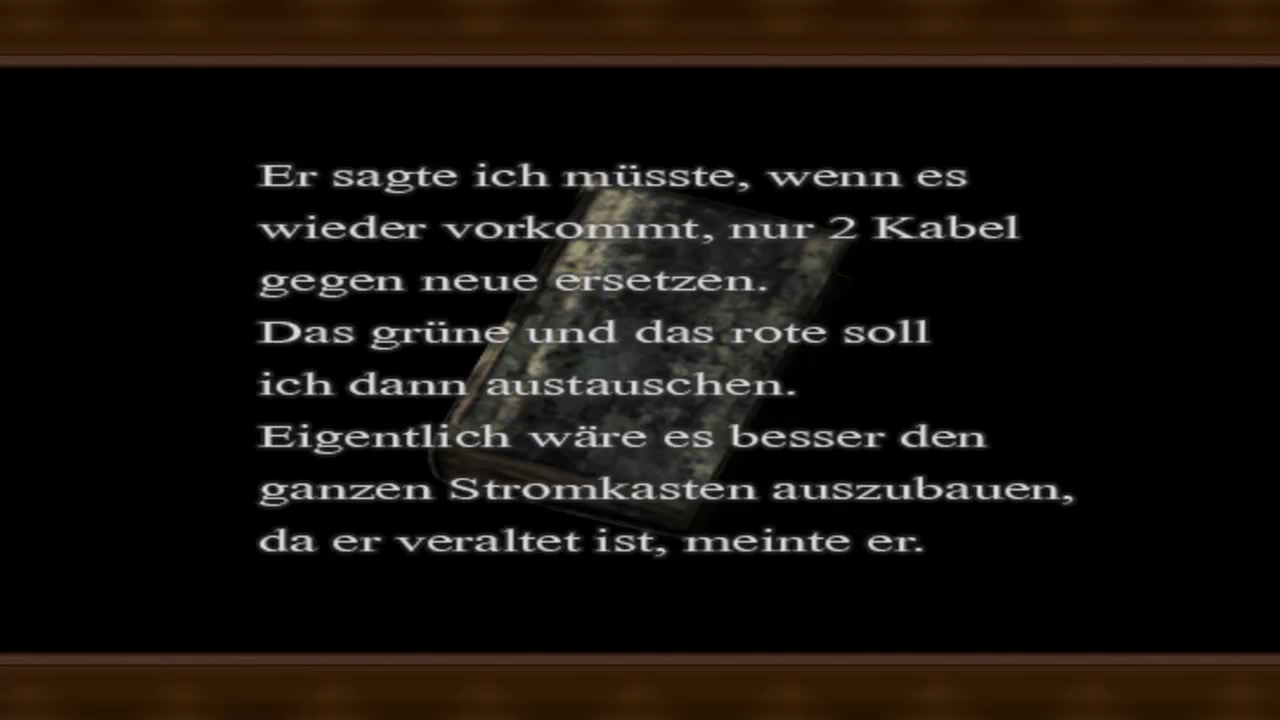 Er sagte ich müsste, wenn es
wieder vorkommt, nur 2 Kabel
gegen neue ersetzen.
Das grüne und das rote soll
ich dann austauschen.
Eigentlich wäre es besser den
ganzen Stromkasten auszubauen,
da er veraltet ist, meinte er.